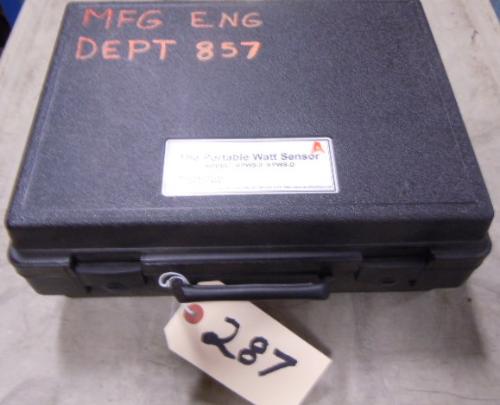 MFG ENG
DEPT 857
A
The Portable Watt Sensor
287